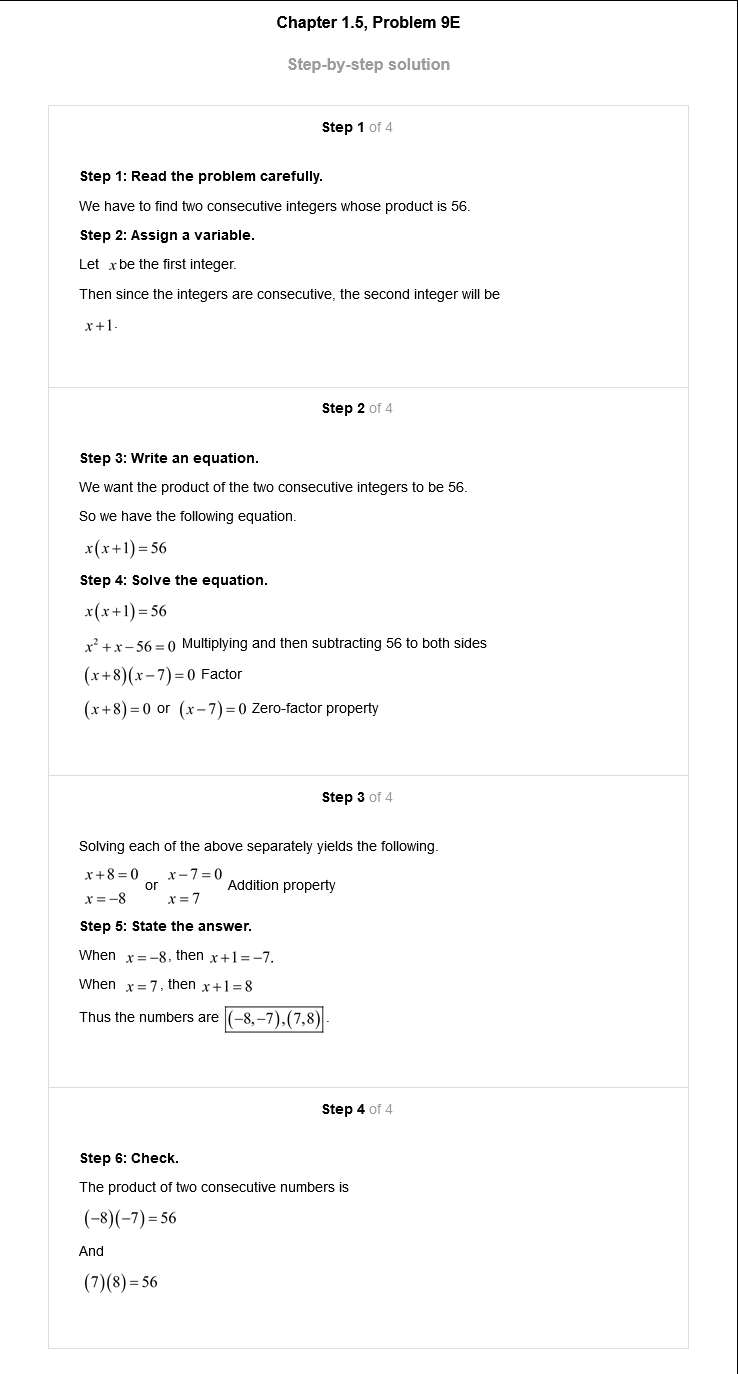 Chapter 1.5, Problem 9E
Step-by-step solution
Step 1 of 4
Step 1: Read the problem carefully.
We have to find two consecutive integers whose product is 56.
Step 2: Assign a variable.
Let x be the first integer.
Then since the integers are consecutive, the second integer will be
x+1.
Step 2 of 4
Step 3: Write an equation.
We want the product of the two consecutive integers to be 56.
So we have the following equation.
x(x+1)=56
Step 4: Solve the equation.
x(x+1)=56
x²+x−56=0 Multiplying and then subtracting 56 to both sides
(x+8)(x−7)=0 Factor
(x+8)=0 or (x−7)=0 Zero-factor property
Step 3 of 4
Solving each of the above separately yields the following.
x+8=0 or x−7=0 Addition property
x=−8 x=7
Step 5: State the answer.
When x=−8, then x+1=−7.
When x=7, then x+1=8
Thus the numbers are (−8,−7),(7,8).
Step 4 of 4
Step 6: Check.
The product of two consecutive numbers is
(−8)(−7)=56
And
(7)(8)=56